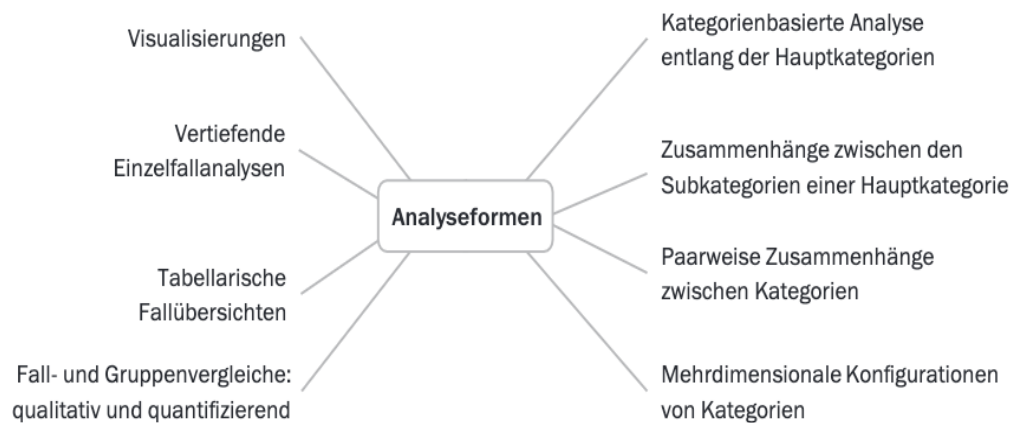 Visualisierungen
Vertiefende
Einzelfallanalysen
Tabellarische
Fallübersichten
Fall- und Gruppenvergleiche:
qualitativ und quantifizierend
Analyseformen
Kategorienbasierte Analyse
entlang der Hauptkategorien
Zusammenhänge zwischen den
Subkategorien einer Hauptkategorie
Paarweise Zusammenhänge
zwischen Kategorien
Mehrdimensionale Konfigurationen
von Kategorien